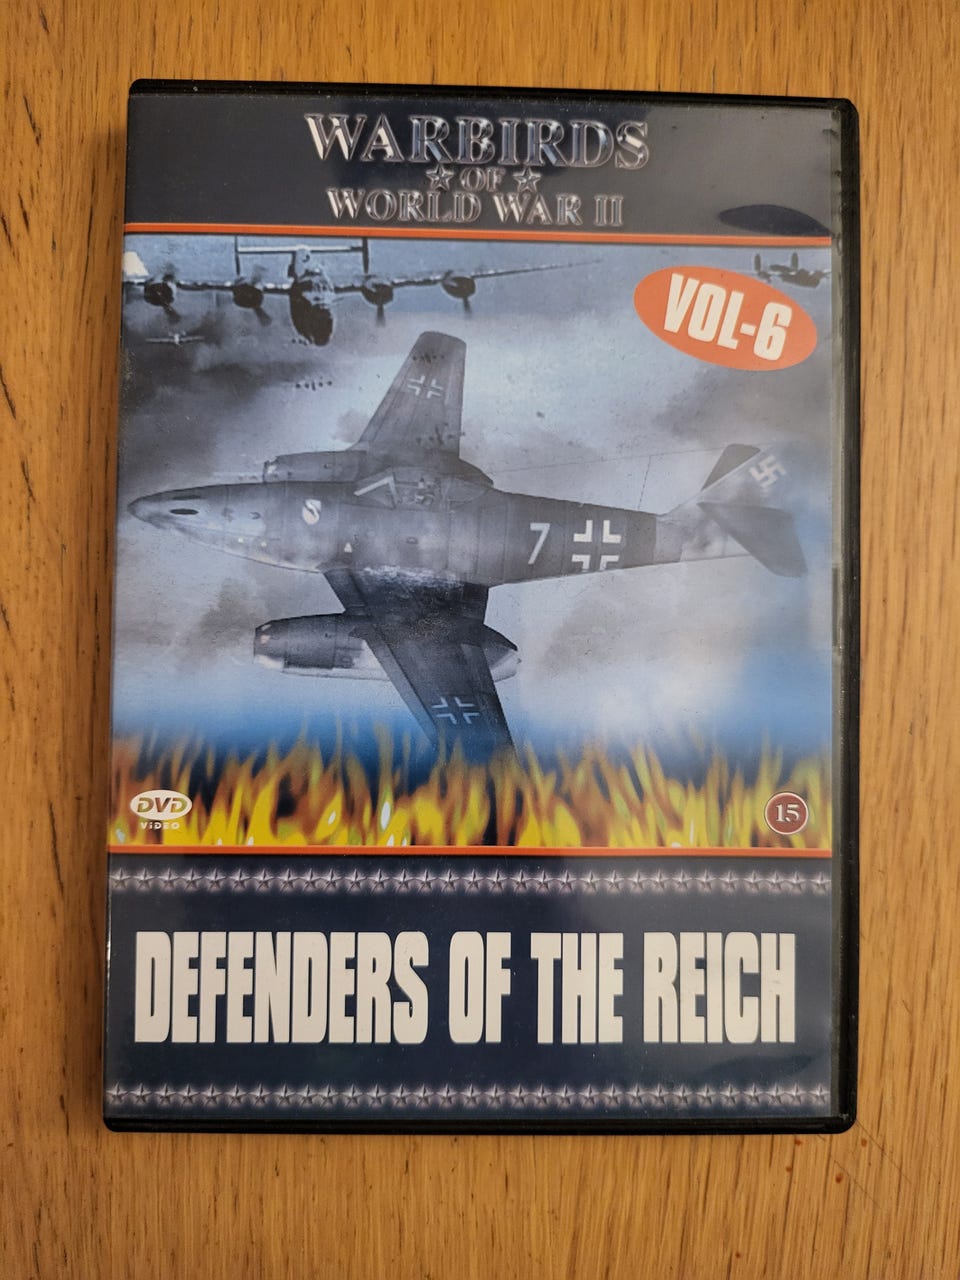 WARBIRDS
OF
WORLD WAR II
VOL-6
7
DVD
VIDEO
15
DEFENDERS OF THE REICH